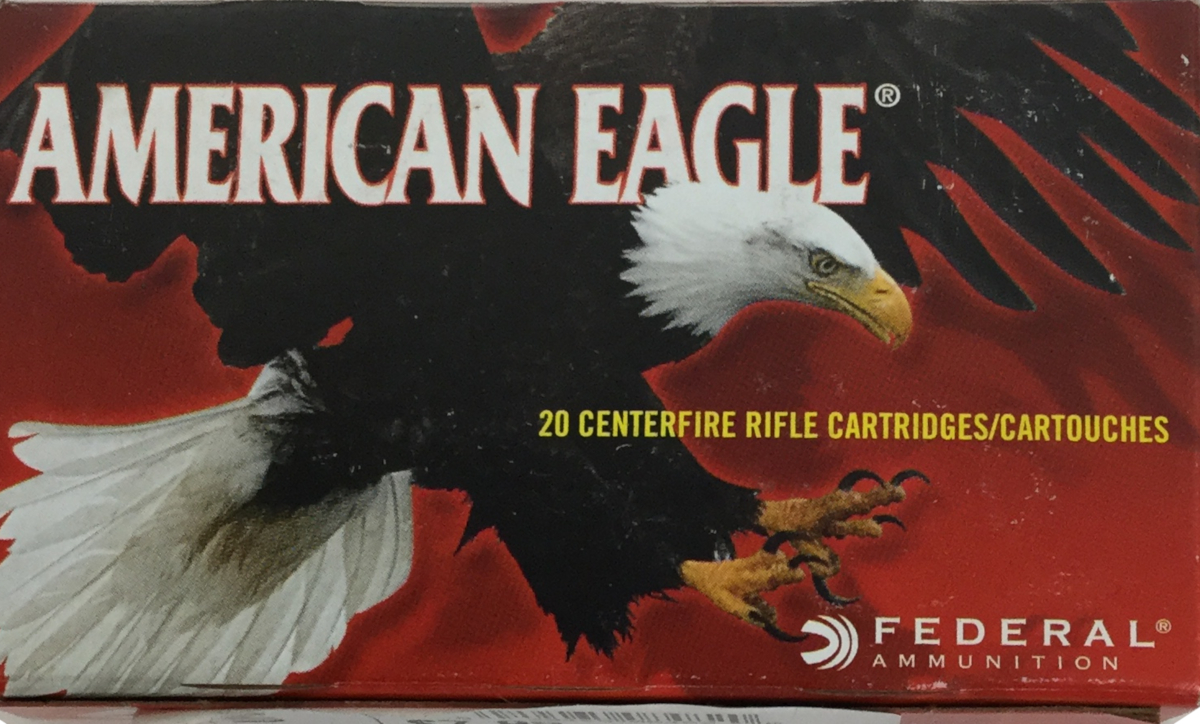 AMERICAN EAGLE®
20 CENTERFIRE RIFLE CARTRIDGES/CARTOUCHES
FEDERAL®
AMMUNITION